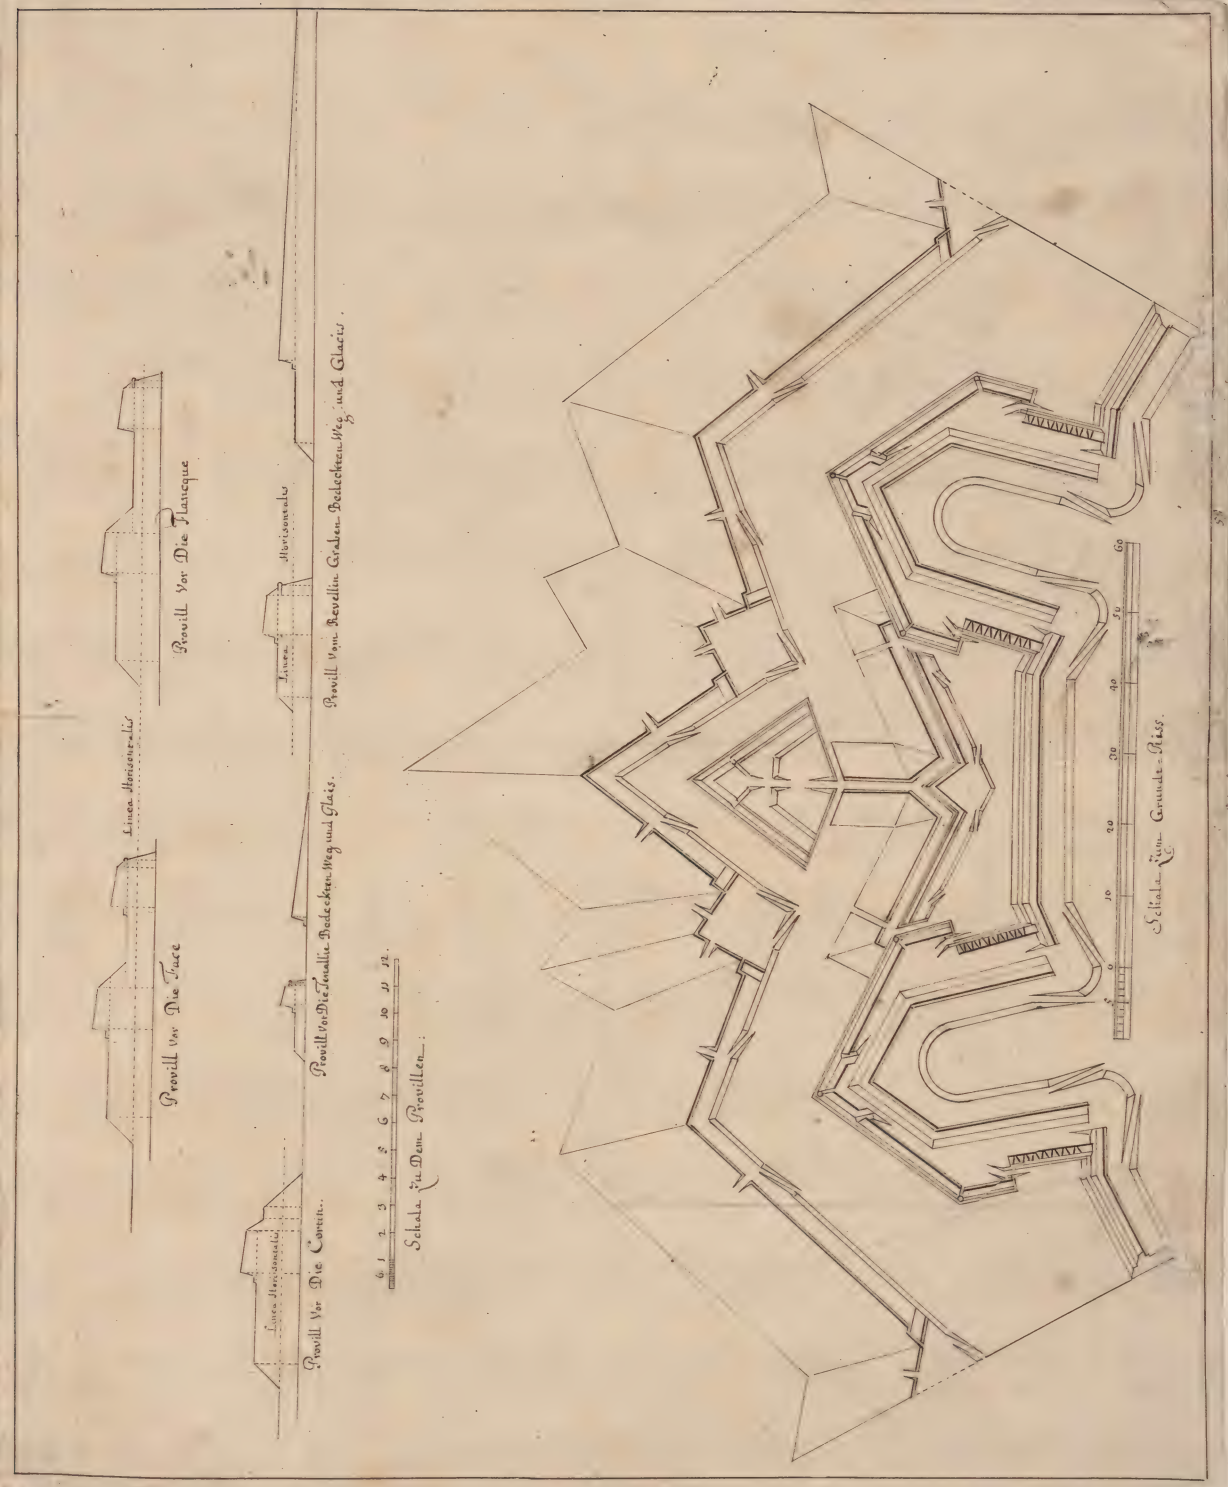 Provill Vor Die Face
Linea Horisontalis
Provill Vor Die Flancque
Linea Horisontalis
Provill Vor Die Cortin.
Provill Vor Die Tenallie Bedeckten Weg und Glais.
Linea Horisontalis
Provill Vom Revellin Graben Bedeckten Weg und Glacis.
6 1 2 3 4 5 6 7 8 9 10 11 12.
Schala Zu Dem Provillen:
5 0 10 20 30 40 50 60
Schala Zum Grunde-Riss.